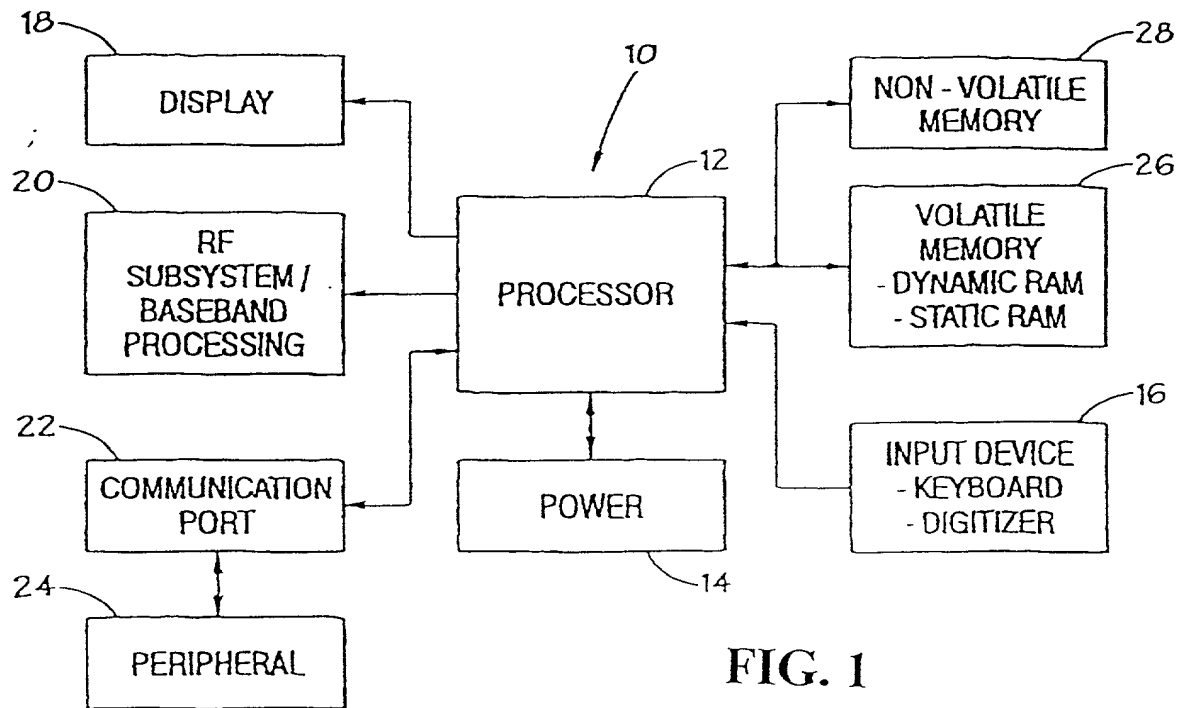 18
DISPLAY
20
RF
SUBSYSTEM /
BASEBAND
PROCESSING
22
COMMUNICATION
PORT
24
PERIPHERAL
10
12
PROCESSOR
POWER
14
28
NON - VOLATILE
MEMORY
26
VOLATILE
MEMORY
- DYNAMIC RAM
- STATIC RAM
16
INPUT DEVICE
- KEYBOARD
- DIGITIZER
FIG. 1